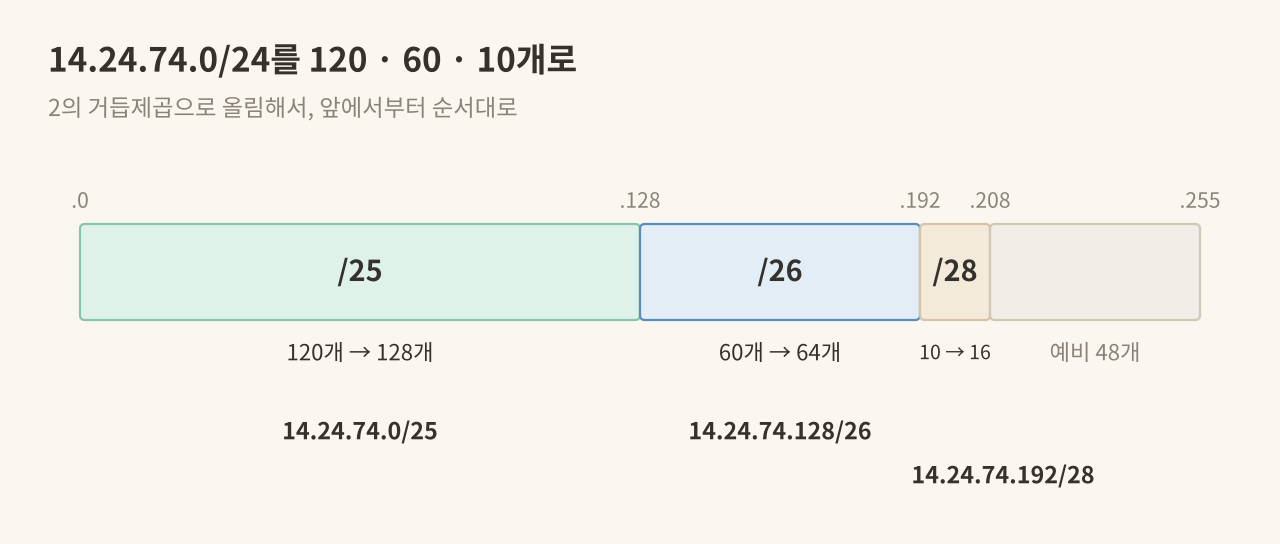 14.24.74.0/24를 120 · 60 · 10개로
2의 거듭제곱으로 올림해서, 앞에서부터 순서대로
.0 .128 .192 .208 .255
/25 /26 /28
120개 → 128개 60개 → 64개 10 → 16 예비 48개
14.24.74.0/25 14.24.74.128/26
14.24.74.192/28